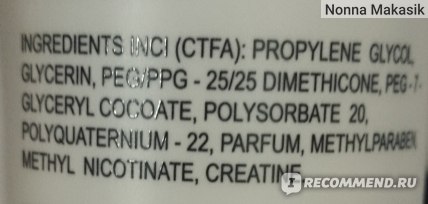 Nonna Makasik
INGREDIENTS INCI (CTFA): PROPYLENE GLYCOL,
GLYCERIN, PEG/PPG - 25/25 DIMETHICONE, PEG-7-
GLYCERYL COCOATE, POLYSORBATE 20,
POLYQUATERNIUM - 22, PARFUM, METHYLPARABEN
METHYL NICOTINATE, CREATINE
RECOMMEND.RU